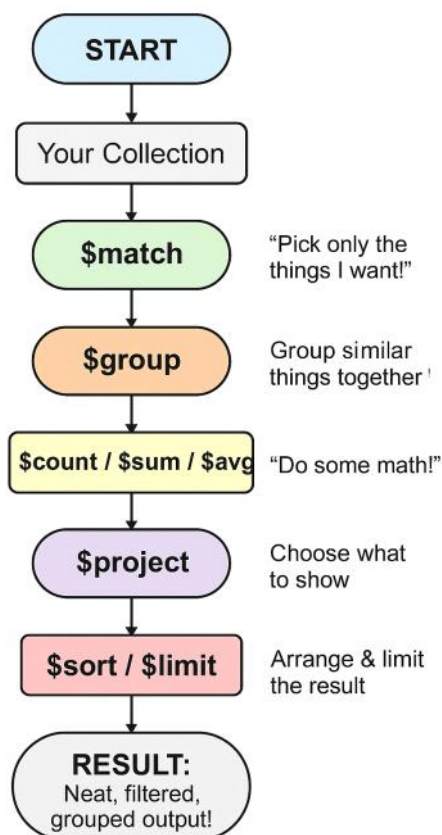 START
Your Collection
$match
“Pick only the
things I want!”
$group
Group similar
things together '
$count / $sum / $avg
“Do some math!”
$project
Choose what
to show
$sort / $limit
Arrange & limit
the result
RESULT:
Neat, filtered,
grouped output!